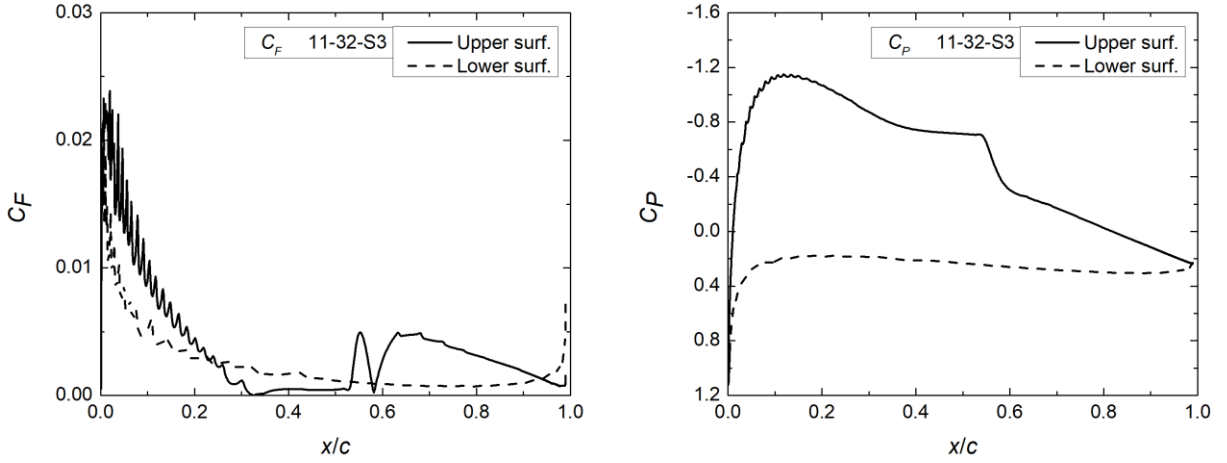 0.03
0.02
0.01
0.00
C_F
C_F 11-32-S3
Upper surf.
Lower surf.
0.0 0.2 0.4 0.6 0.8 1.0
x/c
-1.6
-1.2
-0.8
-0.4
0.0
0.4
0.8
1.2
C_P
C_P 11-32-S3
Upper surf.
Lower surf.
0.0 0.2 0.4 0.6 0.8 1.0
x/c